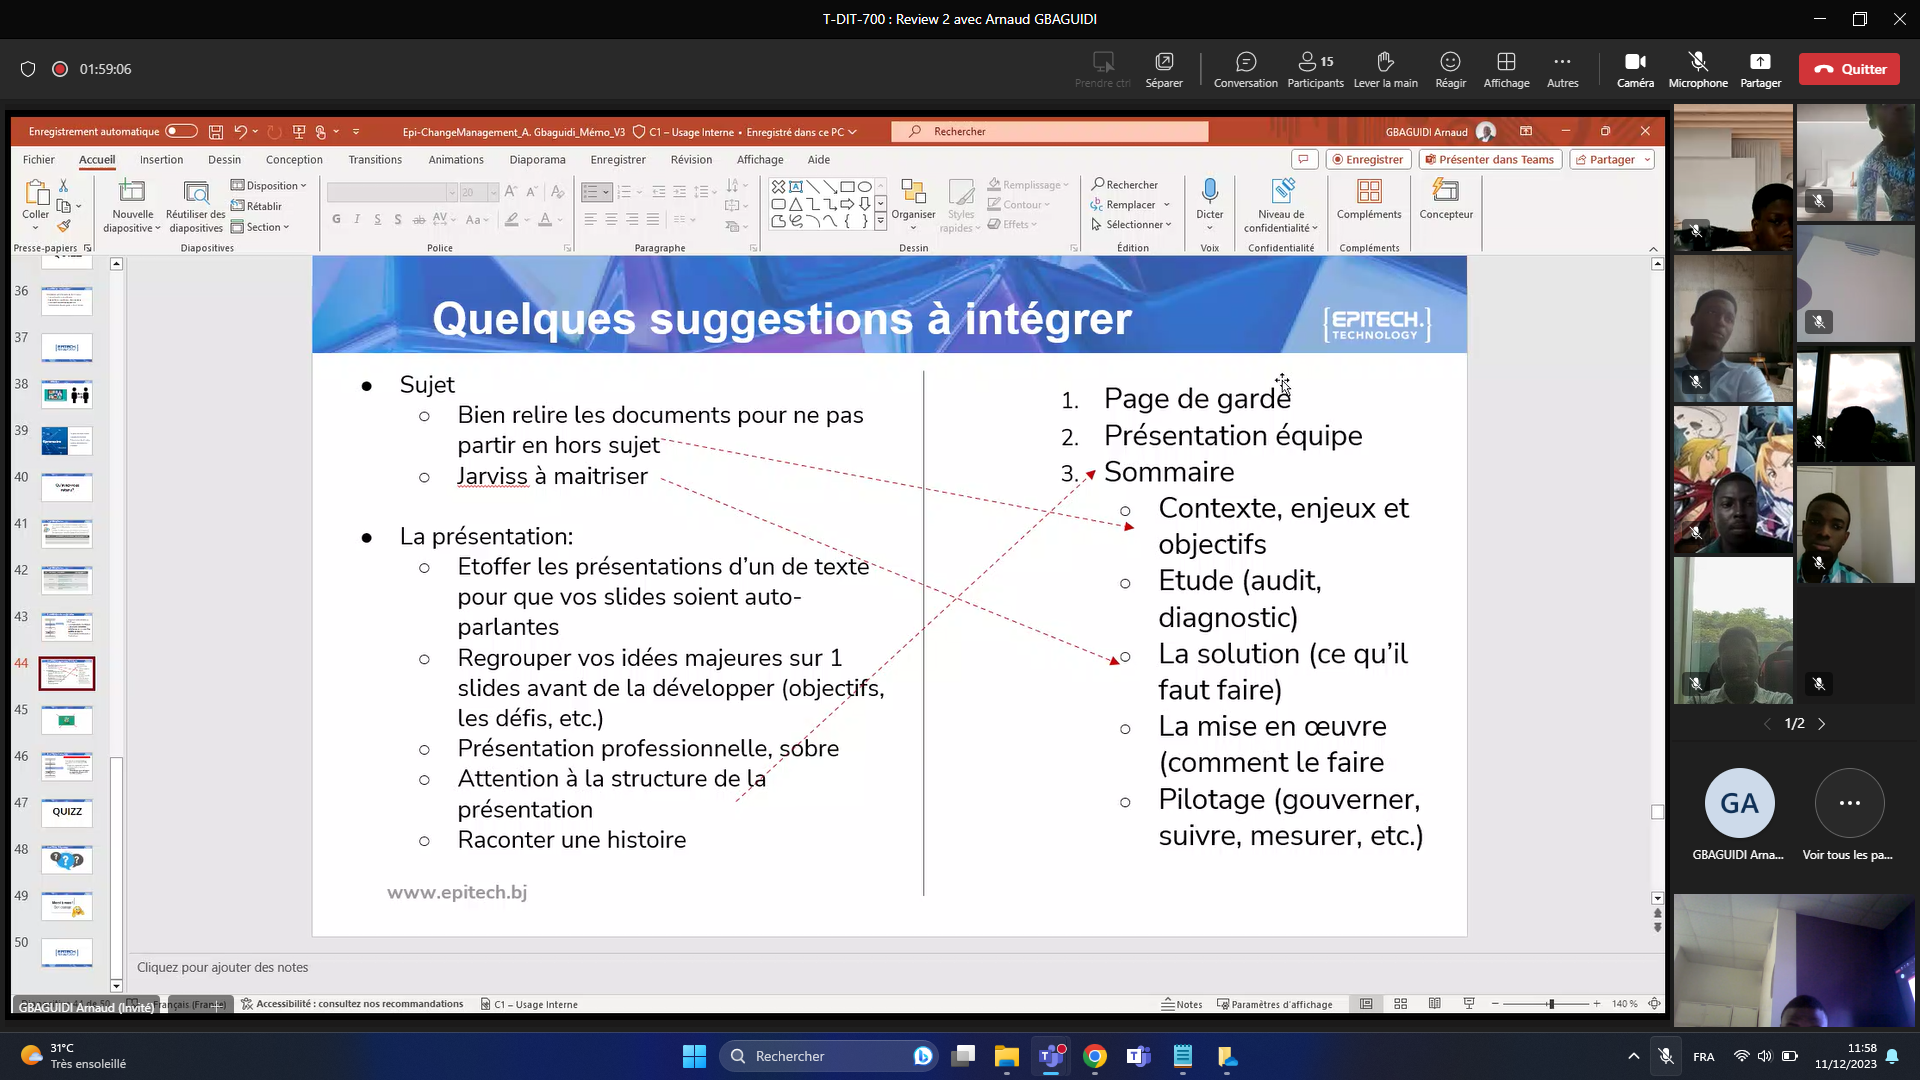 T-DIT-700 : Review 2 avec Arnaud GBAGUIDI
01:59:06
Prendre ctrl
Séparer
Conversation
15
Participants
Lever la main
Réagir
Affichage
Autres
Caméra
Microphone
Partager
Quitter
Enregistrement automatique
Epi-ChangeManagement_A. Gbaguidi_Mémo_V3
C1 – Usage Interne • Enregistré dans ce PC
Rechercher
GBAGUIDI Arnaud
Fichier
Accueil
Insertion
Dessin
Conception
Transitions
Animations
Diaporama
Enregistrer
Révision
Affichage
Aide
Enregistrer
Présenter dans Teams
Partager
Coller
Presse-papiers
Nouvelle
diapositive
Réutiliser des
diapositives
Disposition
Rétablir
Section
Diapositives
20
G I S S ab AV Aa A
Police
Paragraphe
Organiser
Styles
rapides
Remplissage
Contour
Effets
Dessin
Rechercher
Remplacer
Sélectionner
Édition
Dicter
Voix
Niveau de
confidentialité
Confidentialité
Compléments
Compléments
Concepteur
36
37
38
39
40
41
42
43
44
45
46
47
QUIZZ
48
49
50
Quelques suggestions à intégrer
[EPITECH.]
TECHNOLOGY
● Sujet
○ Bien relire les documents pour ne pas
partir en hors sujet
○ Jarviss à maitriser
● La présentation:
○ Etoffer les présentations d’un de texte
pour que vos slides soient auto-
parlantes
○ Regrouper vos idées majeures sur 1
slides avant de la développer (objectifs,
les défis, etc.)
○ Présentation professionnelle, sobre
○ Attention à la structure de la
présentation
○ Raconter une histoire
www.epitech.bj
1. Page de garde
2. Présentation équipe
3. Sommaire
○ Contexte, enjeux et
objectifs
○ Etude (audit,
diagnostic)
○ La solution (ce qu’il
faut faire)
○ La mise en œuvre
(comment le faire
○ Pilotage (gouverner,
suivre, mesurer, etc.)
Cliquez pour ajouter des notes
GBAGUIDI Arnaud (Invité)
Accessibilité : consultez nos recommandations
C1 – Usage Interne
Notes
Paramètres d'affichage
140 %
1/2
GA
GBAGUIDI Arna...
Voir tous les pa...
31°C
Très ensoleillé
Rechercher
FRA
11:58
11/12/2023